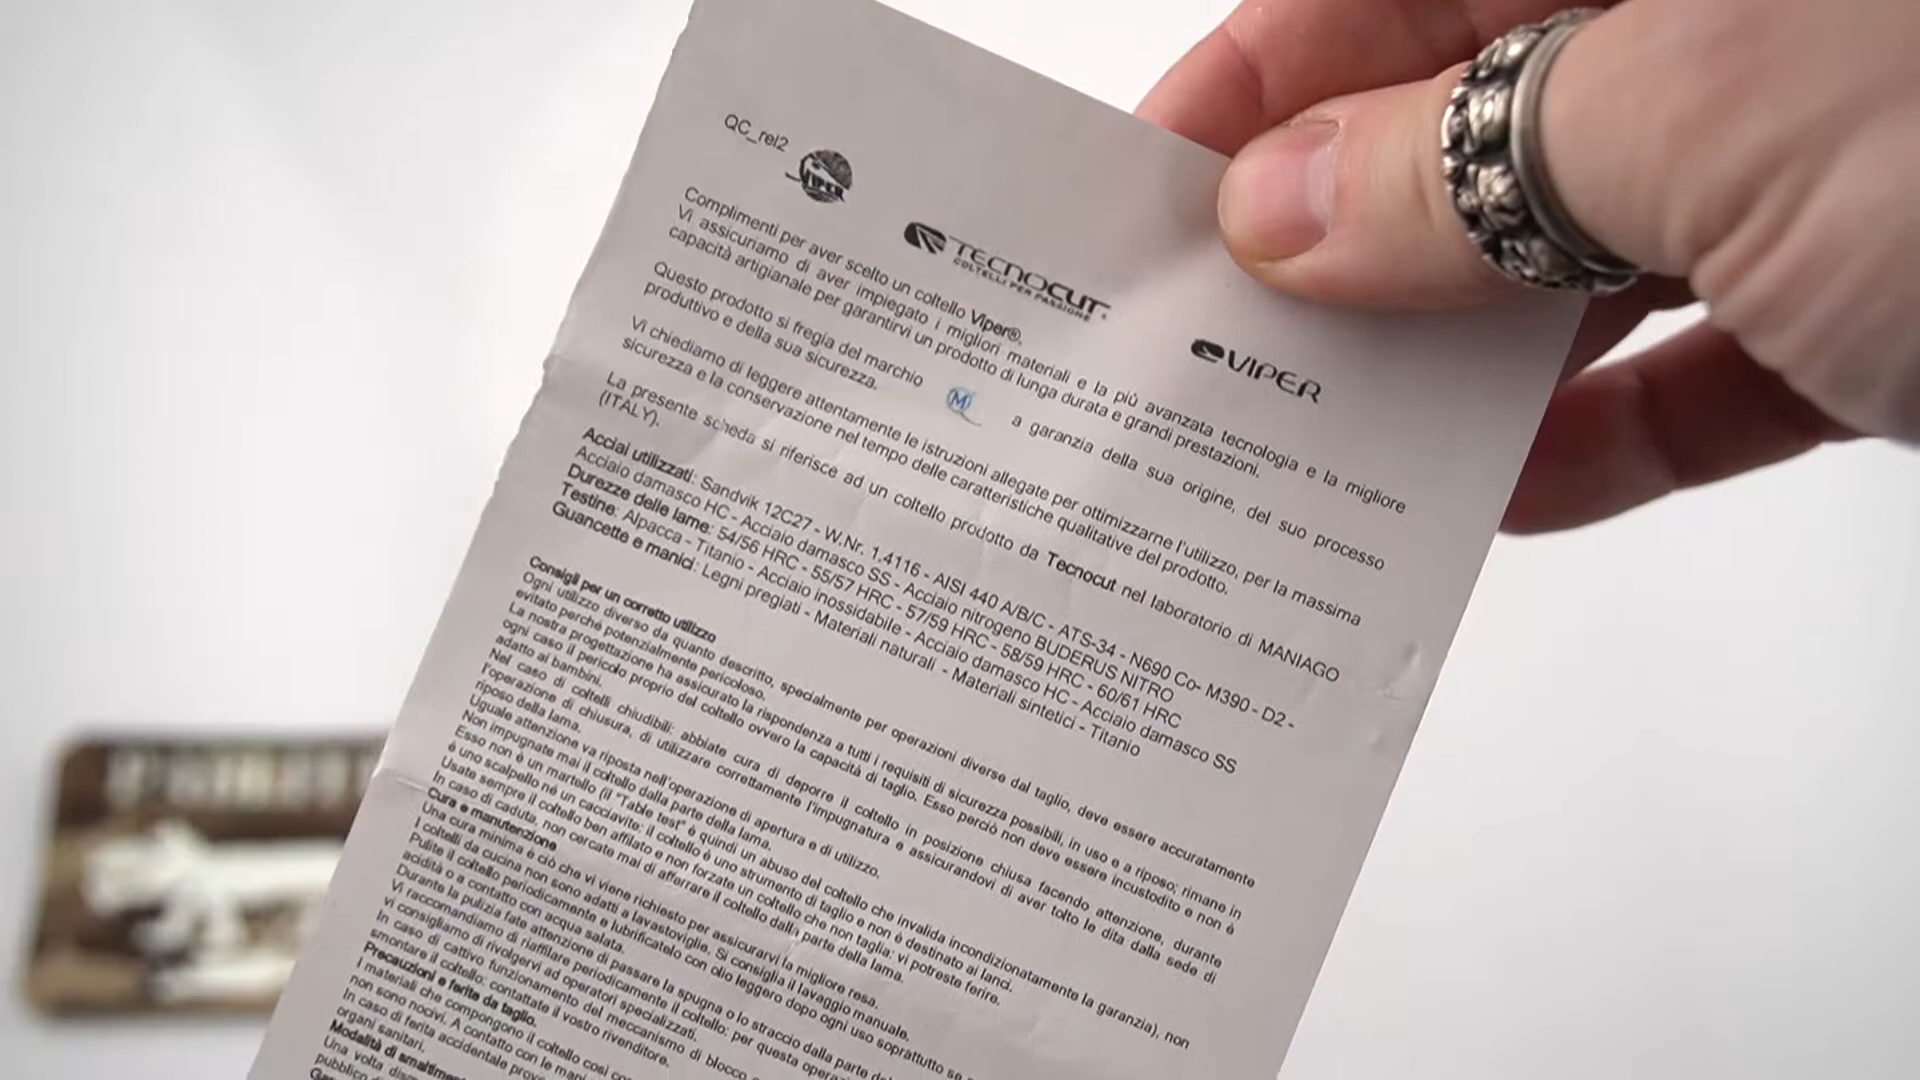 QC_rel2
VIPER
TECNOCUT
COLTELLI PER PASSIONE
VIPER
Complimenti per aver scelto un coltello Viper®.
Vi assicuriamo di aver impiegato i migliori materiali e la più avanzata tecnologia e la migliore
capacità artigianale per garantirvi un prodotto di lunga durata e grandi prestazioni.
Questo prodotto si fregia del marchio M a garanzia della sua origine, del suo processo
produttivo e della sua sicurezza.
Vi chiediamo di leggere attentamente le istruzioni allegate per ottimizzarne l'utilizzo, per la massima
sicurezza e la conservazione nel tempo delle caratteristiche qualitative del prodotto.
La presente scheda si riferisce ad un coltello prodotto da Tecnocut nel laboratorio di MANIAGO
(ITALY).
Acciai utilizzati: Sandvik 12C27 - W.Nr. 1.4116 - AISI 440 A/B/C - ATS-34 - N690 Co- M390 - D2 -
Acciaio damasco HC - Acciaio damasco SS - Acciaio nitrogeno BUDERUS NITRO
Durezze delle lame: 54/56 HRC - 55/57 HRC - 57/59 HRC - 58/59 HRC - 60/61 HRC
Testine: Alpacca - Titanio - Acciaio inossidabile - Acciaio damasco HC - Acciaio damasco SS
Guancette e manici: Legni pregiati - Materiali naturali - Materiali sintetici - Titanio
Consigli per un corretto utilizzo
Ogni utilizzo diverso da quanto descritto, specialmente per operazioni diverse dal taglio, deve essere accuratamente
evitato perché potenzialmente pericoloso.
La nostra progettazione ha assicurato la rispondenza a tutti i requisiti di sicurezza possibili, in uso e a riposo; rimane in
ogni caso il pericolo proprio del coltello ovvero la capacità di taglio. Esso perciò non deve essere incustodito e non è
adatto ai bambini.
Nel caso di coltelli chiudibili: abbiate cura di deporre il coltello in posizione chiusa facendo attenzione, durante
l'operazione di chiusura, di utilizzare correttamente l'impugnatura e assicurandovi di aver tolto le dita dalla sede di
riposo della lama.
Uguale attenzione va riposta nell'operazione di apertura e di utilizzo.
Non impugnate mai il coltello dalla parte della lama.
Esso non è un martello (il "Table test" è quindi un abuso del coltello che invalida incondizionatamente la garanzia), non
è uno scalpello né un cacciavite: il coltello è uno strumento di taglio e non è destinato ai lanci.
Usate sempre il coltello ben affilato e non forzate un coltello che non taglia: vi potreste ferire.
In caso di caduta, non cercate mai di afferrare il coltello dalla parte della lama.
Cura e manutenzione
Una cura minima è ciò che vi viene richiesto per assicurarvi la migliore resa.
I coltelli da cucina non sono adatti a lavastoviglie. Si consiglia il lavaggio manuale.
Pulite il coltello periodicamente e lubrificatelo con olio leggero dopo ogni uso soprattutto se
acidità o a contatto con acqua salata.
Durante la pulizia fate attenzione di passare la spugna o lo straccio dalla parte
Vi raccomandiamo di riaffilare periodicamente il coltello: per questa
vi consigliamo di rivolgervi ad operatori specializzati.
In caso di cattivo funzionamento del meccanismo di blocco
smontare il coltello: contattate il vostro rivenditore.
Precauzioni e ferite da taglio.
I materiali che compongono il coltello così
non sono nocivi. A contatto con le
In caso di ferita accidentale
organi sanitari.
Modalità di
Una volta
pubblico